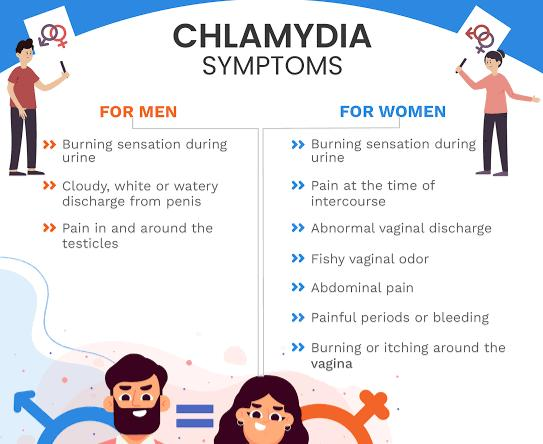 CHLAMYDIA
SYMPTOMS
FOR MEN
Burning sensation during
urine
Cloudy, white or watery
discharge from penis
Pain in and around the
testicles
FOR WOMEN
Burning sensation during
urine
Pain at the time of
intercourse
Abnormal vaginal discharge
Fishy vaginal odor
Abdominal pain
Painful periods or bleeding
Burning or itching around the
vagina